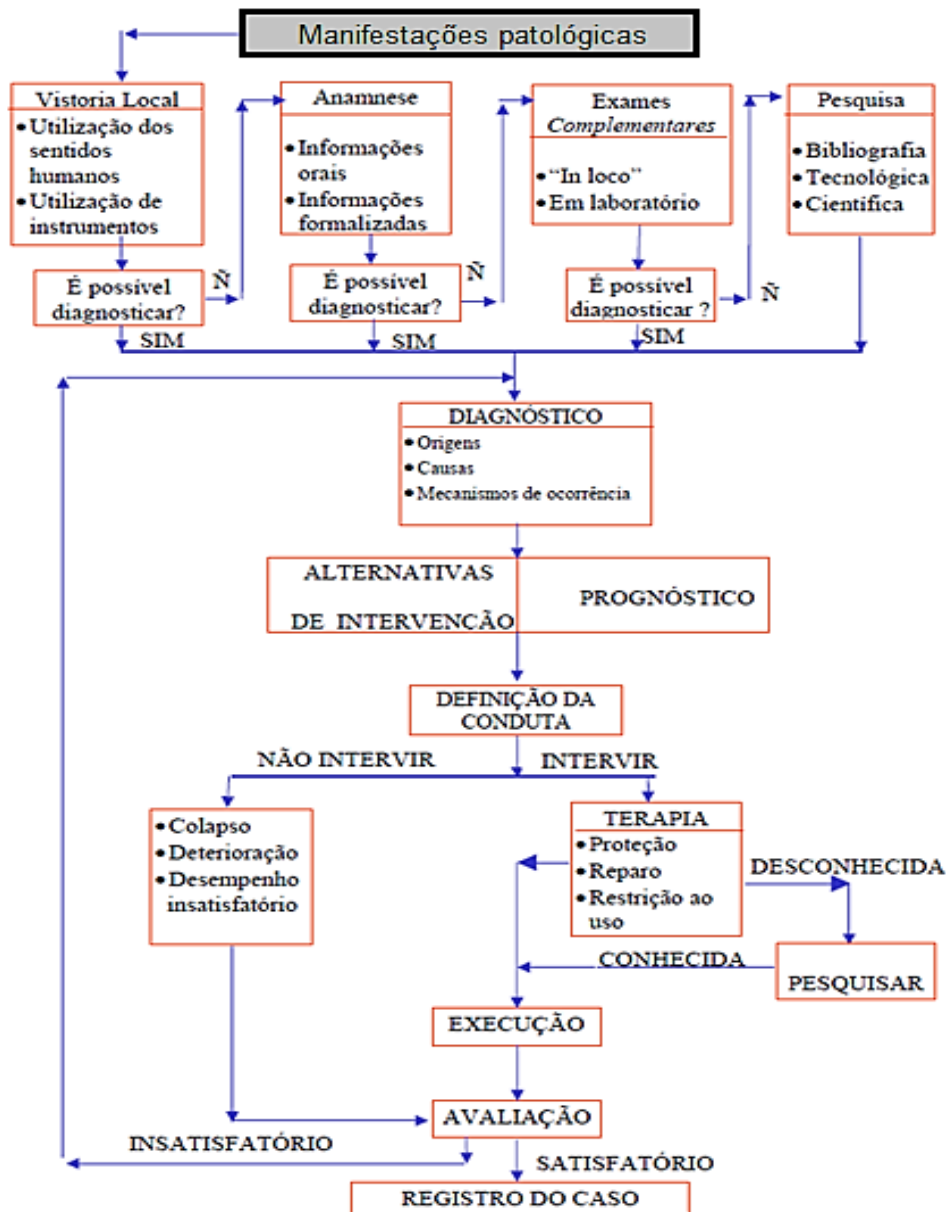 Manifestações patológicas
Vistoria Local
• Utilização dos
sentidos
humanos
• Utilização de
instrumentos
É possível
diagnosticar?
Ñ
SIM
Anamnese
• Informações
orais
• Informações
formalizadas
É possível
diagnosticar?
Ñ
SIM
Exames
Complementares
• “In loco”
• Em laboratório
É possível
diagnosticar ?
Ñ
SIM
Pesquisa
• Bibliografia
• Tecnológica
• Científica
DIAGNÓSTICO
• Origens
• Causas
• Mecanismos de ocorrência
ALTERNATIVAS
DE INTERVENÇÃO
PROGNÓSTICO
DEFINIÇÃO DA
CONDUTA
NÃO INTERVIR
INTERVIR
• Colapso
• Deterioração
• Desempenho
insatisfatório
TERAPIA
• Proteção
• Reparo
• Restrição ao
uso
DESCONHECIDA
CONHECIDA
PESQUISAR
EXECUÇÃO
AVALIAÇÃO
INSATISFATÓRIO
SATISFATÓRIO
REGISTRO DO CASO